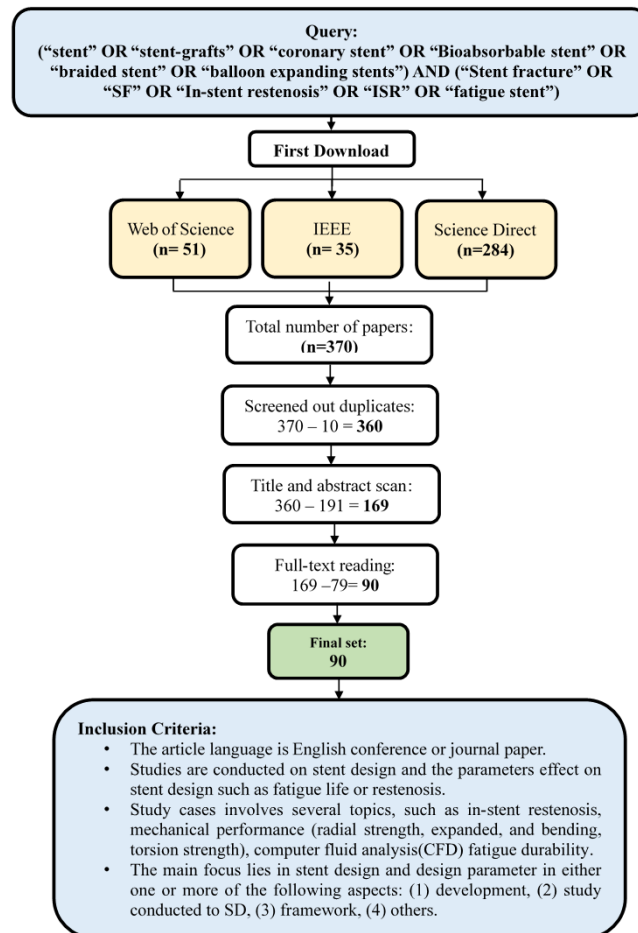 Query:
(“stent” OR “stent-grafts” OR “coronary stent” OR “Bioabsorbable stent” OR
“braided stent” OR “balloon expanding stents”) AND (“Stent fracture” OR
“SF” OR “In-stent restenosis” OR “ISR” OR “fatigue stent”)
First Download
Web of Science
(n= 51)
IEEE
(n= 35)
Science Direct
(n=284)
Total number of papers:
(n=370)
Screened out duplicates:
370 – 10 = 360
Title and abstract scan:
360 – 191 = 169
Full-text reading:
169 –79= 90
Final set:
90
Inclusion Criteria:
• The article language is English conference or journal paper.
• Studies are conducted on stent design and the parameters effect on
stent design such as fatigue life or restenosis.
• Study cases involves several topics, such as in-stent restenosis,
mechanical performance (radial strength, expanded, and bending,
torsion strength), computer fluid analysis(CFD) fatigue durability.
• The main focus lies in stent design and design parameter in either
one or more of the following aspects: (1) development, (2) study
conducted to SD, (3) framework, (4) others.